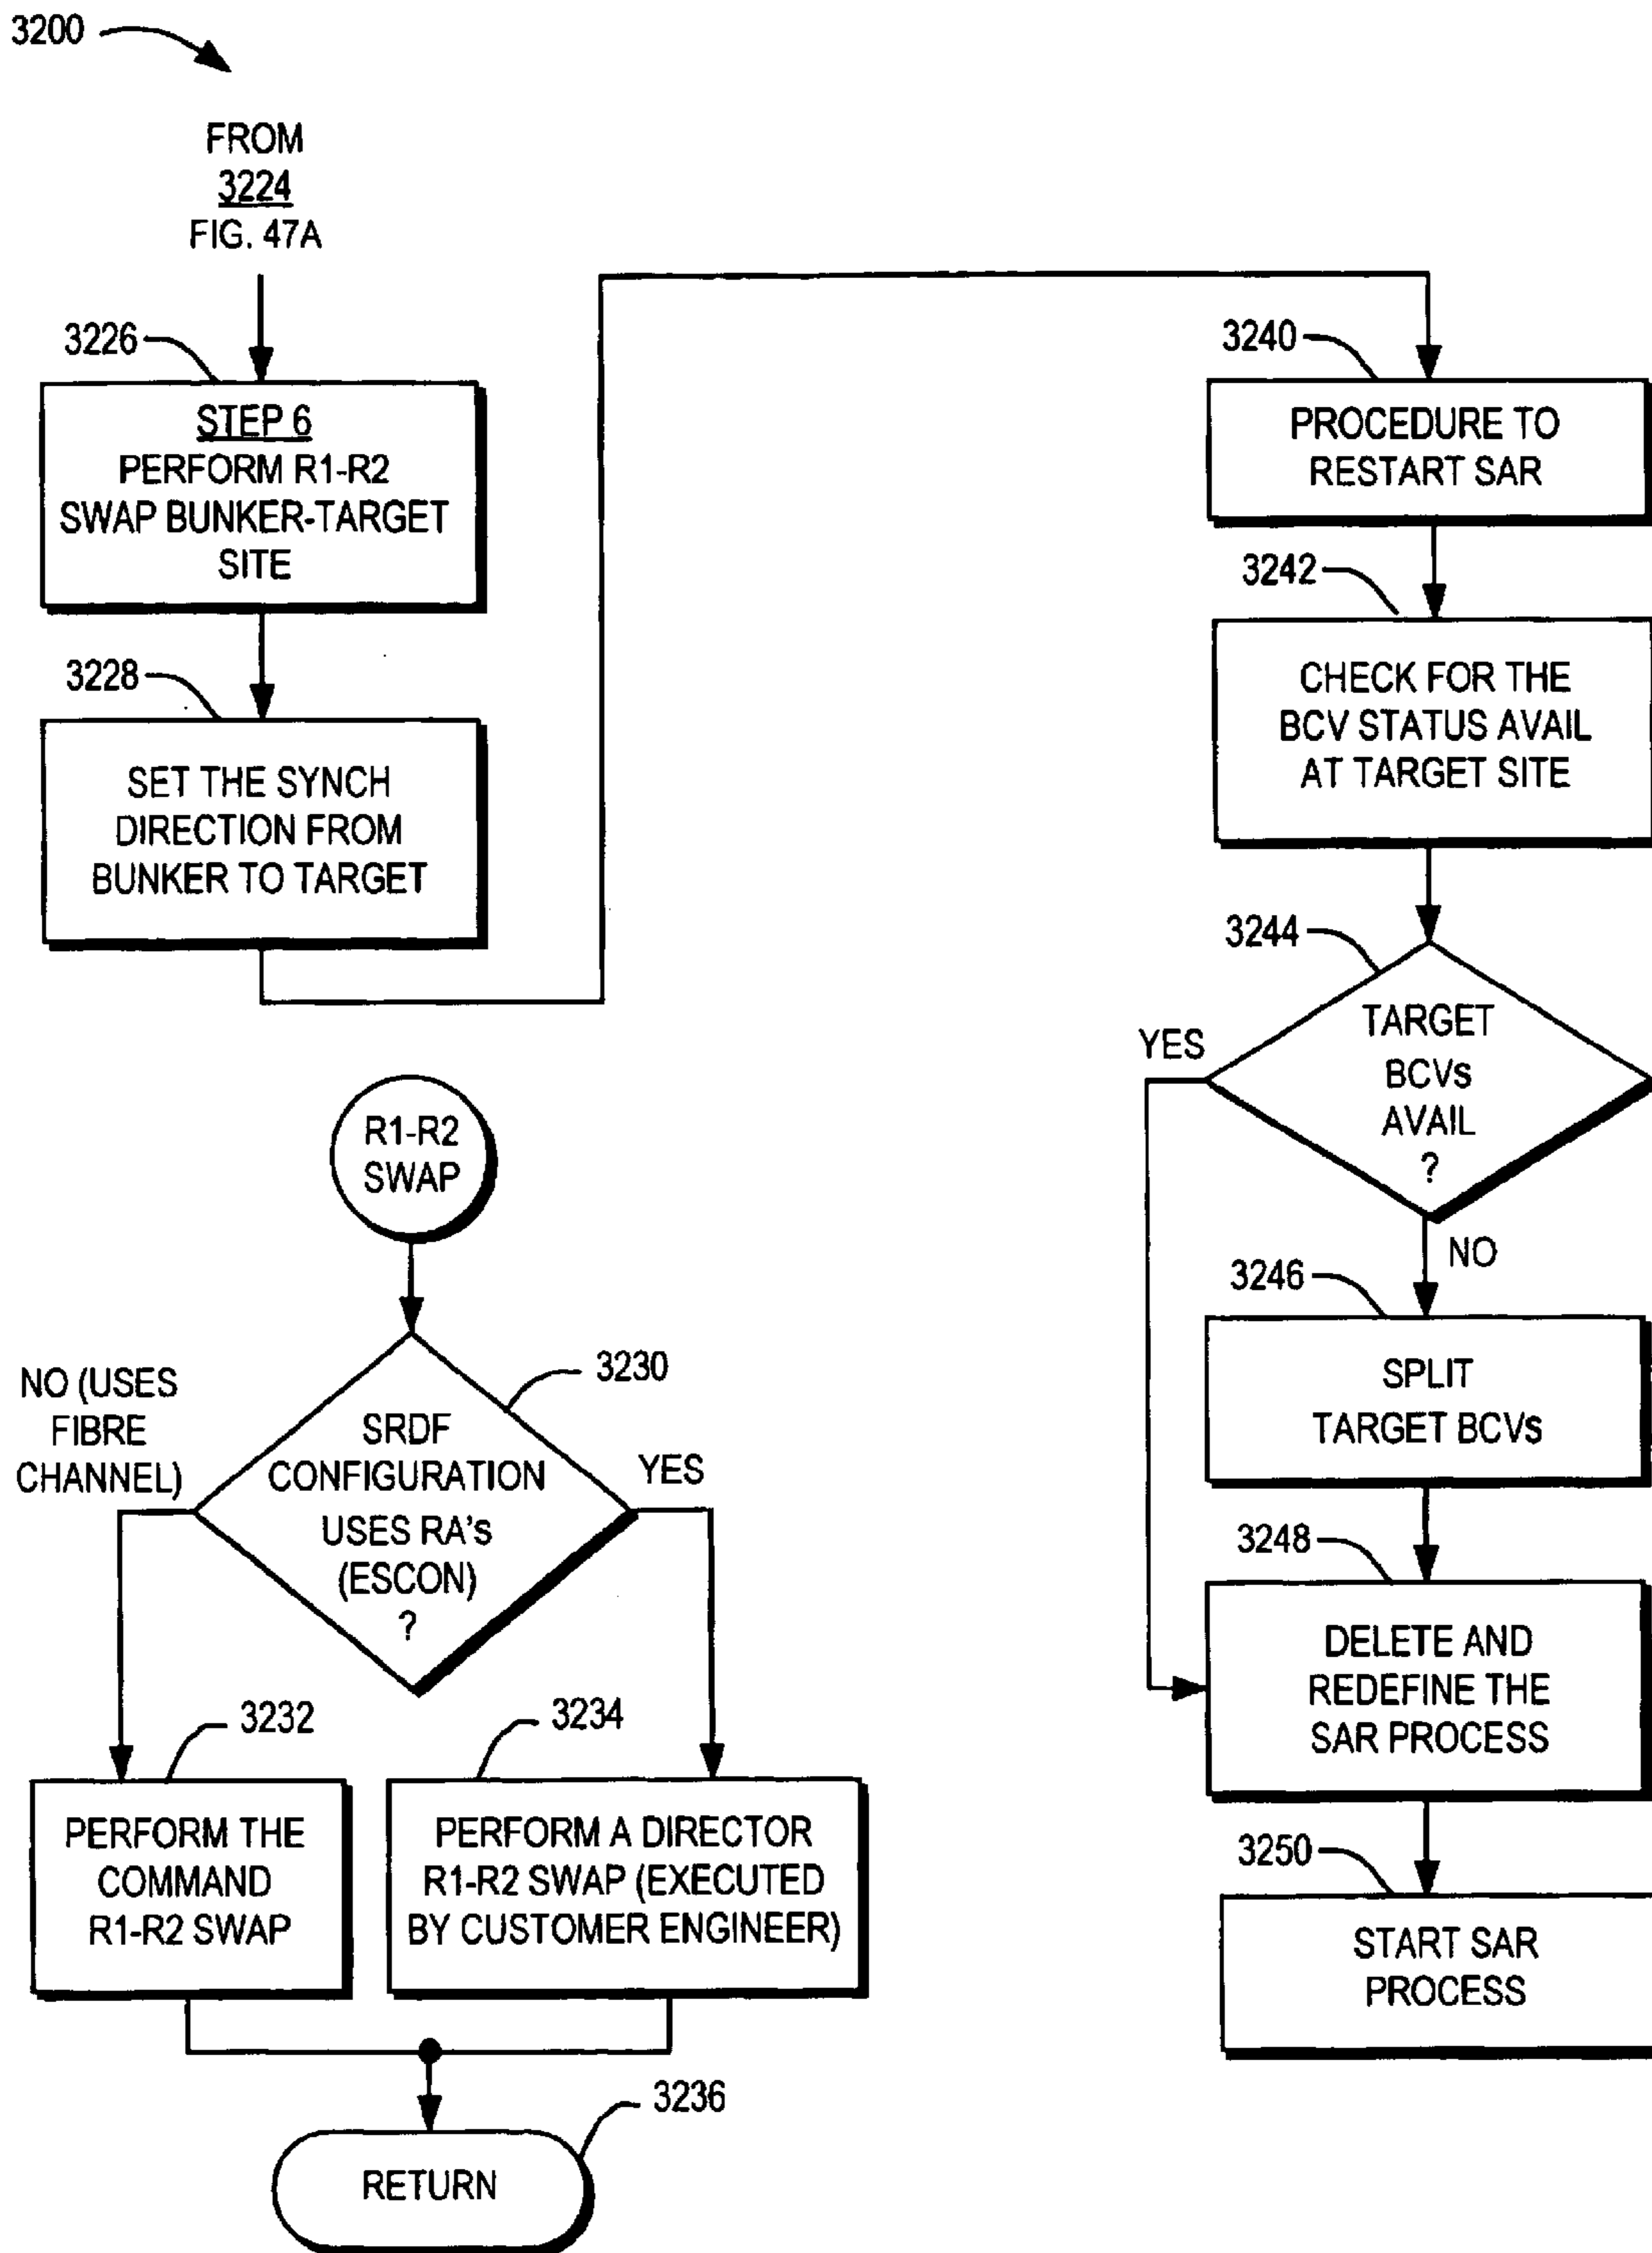 3200
FROM
3224
FIG. 47A
3226
STEP 6
PERFORM R1-R2
SWAP BUNKER-TARGET
SITE
3228
SET THE SYNCH
DIRECTION FROM
BUNKER TO TARGET
R1-R2
SWAP
3230
NO (USES
FIBRE
CHANNEL)
SRDF
CONFIGURATION
USES RA's
(ESCON)
?
YES
3232
PERFORM THE
COMMAND
R1-R2 SWAP
3234
PERFORM A DIRECTOR
R1-R2 SWAP (EXECUTED
BY CUSTOMER ENGINEER)
3236
RETURN
3240
PROCEDURE TO
RESTART SAR
3242
CHECK FOR THE
BCV STATUS AVAIL
AT TARGET SITE
3244
YES
TARGET
BCVs
AVAIL
?
NO
3246
SPLIT
TARGET BCVs
3248
DELETE AND
REDEFINE THE
SAR PROCESS
3250
START SAR
PROCESS